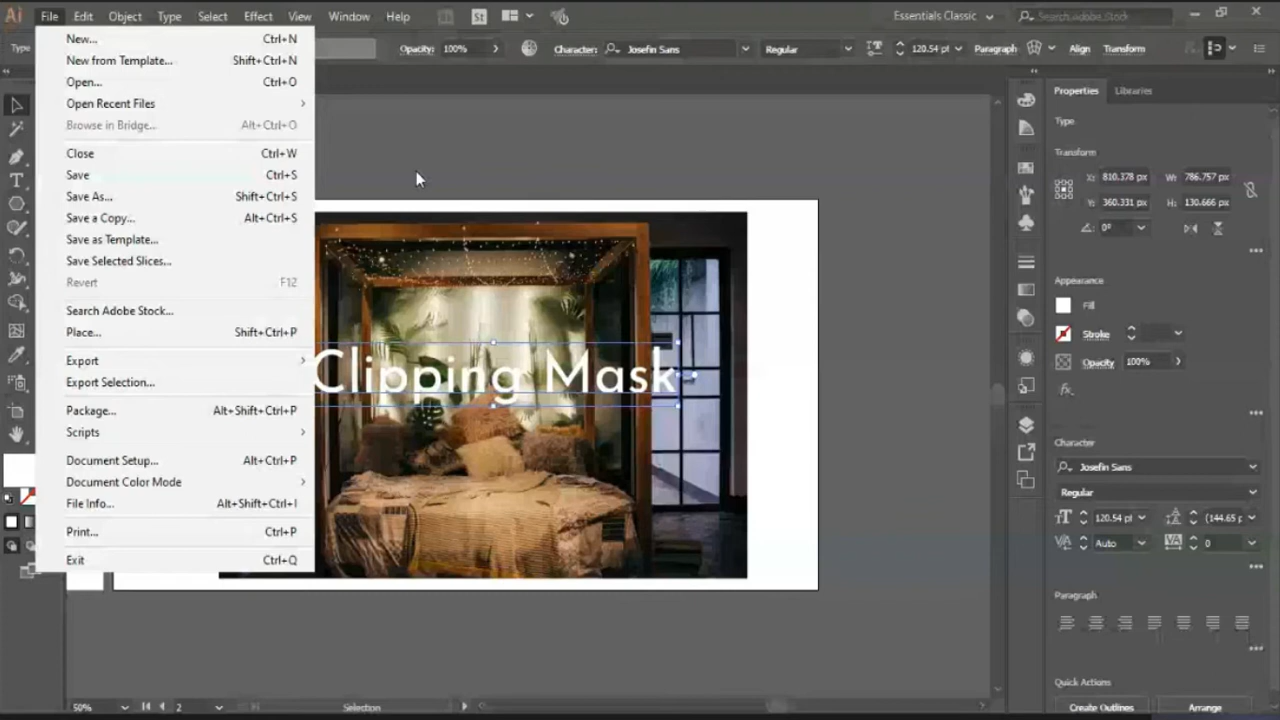 Ai File Edit Object Type Select Effect View Window Help St Essentials Classic Search Adobe Stock
Type Opacity: 100% Character: Josefin Sans Regular 120.54 pt Paragraph Align Transform
New... Ctrl+N
New from Template... Shift+Ctrl+N
Open... Ctrl+O
Open Recent Files
Browse in Bridge... Alt+Ctrl+O
Close Ctrl+W
Save Ctrl+S
Save As... Shift+Ctrl+S
Save a Copy... Alt+Ctrl+S
Save as Template...
Save Selected Slices...
Revert F12
Search Adobe Stock...
Place... Shift+Ctrl+P
Export
Export Selection...
Package... Alt+Shift+Ctrl+P
Scripts
Document Setup... Alt+Ctrl+P
Document Color Mode
File Info... Alt+Shift+Ctrl+I
Print... Ctrl+P
Exit Ctrl+Q
Clipping Mask
Properties Libraries
Type
Transform
X: 810.378 px W: 786.757 px
Y: 360.331 px H: 130.666 px
0°
Appearance
Fill
Stroke
Opacity 100%
fx
Character
Josefin Sans
Regular
120.54 pt (144.65 p
Auto 0
Paragraph
Quick Actions
Create Outlines Arrange
50% 2 Selection